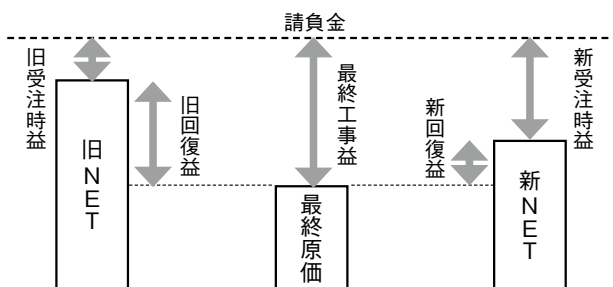 請負金
旧受注時益
旧NET
旧回復益
最終工事益
最終原価
新回復益
新NET
新受注時益